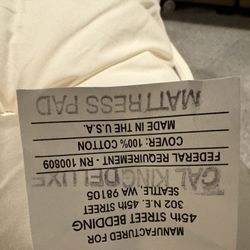 MANUFACTURED FOR
45th STREET BEDDING
302 N.E. 45th STREET
SEATTLE, WA 98105
CAL KING DELUXE
FEDERAL REQUIREMENT - RN 00809
COVER: 100% COTTON
MADE IN THE U.S.A.
MATTRESS PAD